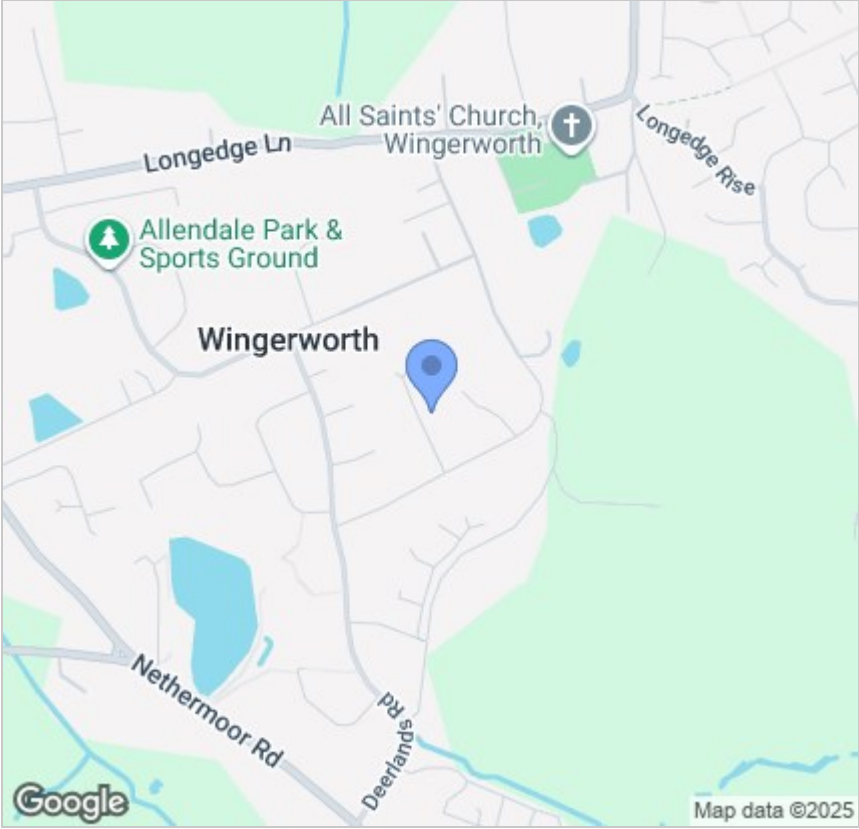 All Saints' Church,
Wingerworth
Longedge Ln
Longedge Rise
Allendale Park &
Sports Ground
Wingerworth
Nethermoor Rd
Deerlands Rd
Google
Map data ©2025